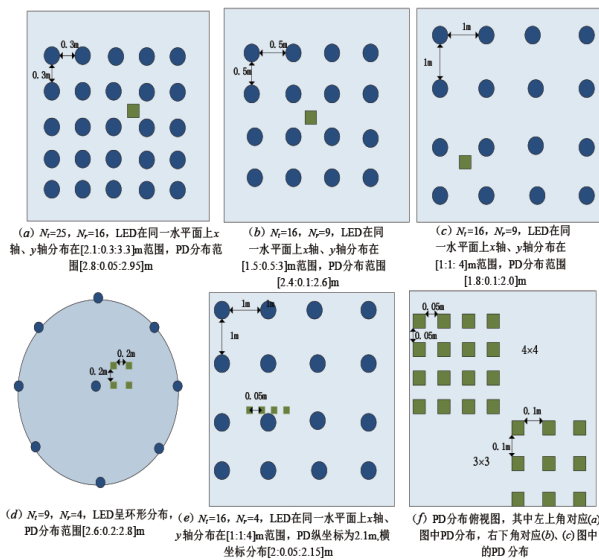 0.3m
0.3m
(a) Nt=25，Nr=16，LED在同一水平面上x
轴、y轴分布在[2.1:0.3:3.3]m范围，PD分布范
围[2.8:0.05:2.95]m
0.5m
0.5m
(b) Nt=16，Nr=9，LED在同
一水平面上x轴、y轴分布在
[1.5:0.5:3]m范围，PD分布范围
[2.4:0.1:2.6]m
1m
1m
(c) Nt=16，Nr=9，LED在同
一水平面上x轴、y轴分布在
[1:1: 4]m范围，PD分布范围
[1.8:0.1:2.0]m
0.2m
0.2m
(d) Nt=9，Nr=4，LED呈环形分布，
PD分布范围[2.6:0.2:2.8]m
1m
1m
0.05m
(e) Nt=16，Nr=4，LED在同一水平面上x轴、
y轴分布在[1:1:4]m范围，PD纵坐标为2.1m,横
坐标分布[2:0.05:2.15]m
0.05m
0.05m
4×4
0.1m
0.1m
3×3
(f) PD分布俯视图，其中左上角对应(a)
图中PD分布，右下角对应(b)、(c)图中
的PD 分布